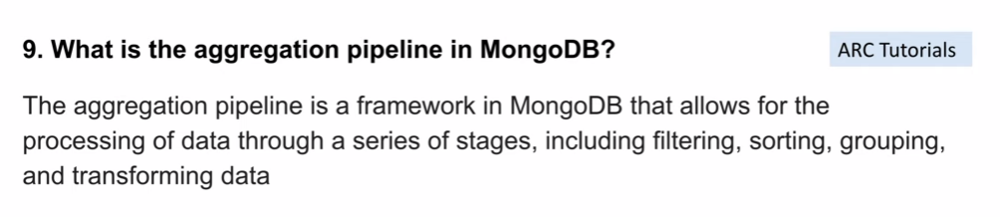 9. What is the aggregation pipeline in MongoDB?
ARC Tutorials
The aggregation pipeline is a framework in MongoDB that allows for the
processing of data through a series of stages, including filtering, sorting, grouping,
and transforming data